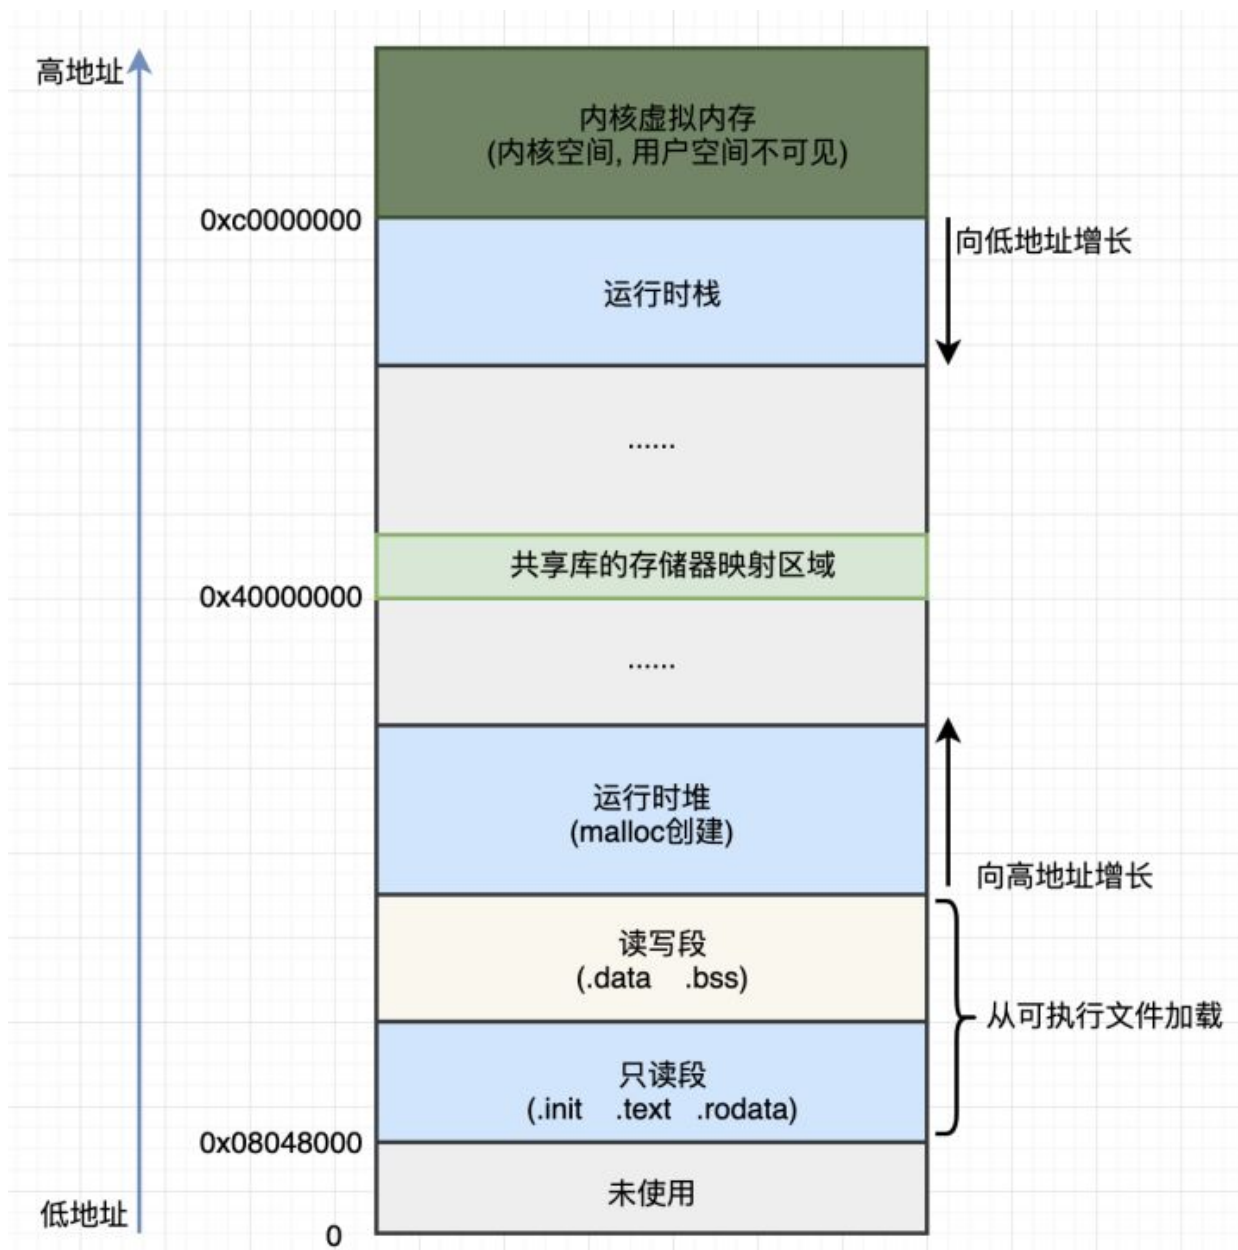 高地址
内核虚拟内存
(内核空间, 用户空间不可见)
0xc0000000
向低地址增长
运行时栈
......
共享库的存储器映射区域
0x40000000
......
运行时堆
(malloc创建)
向高地址增长
读写段
(.data .bss)
从可执行文件加载
只读段
(.init .text .rodata)
0x08048000
未使用
低地址
0